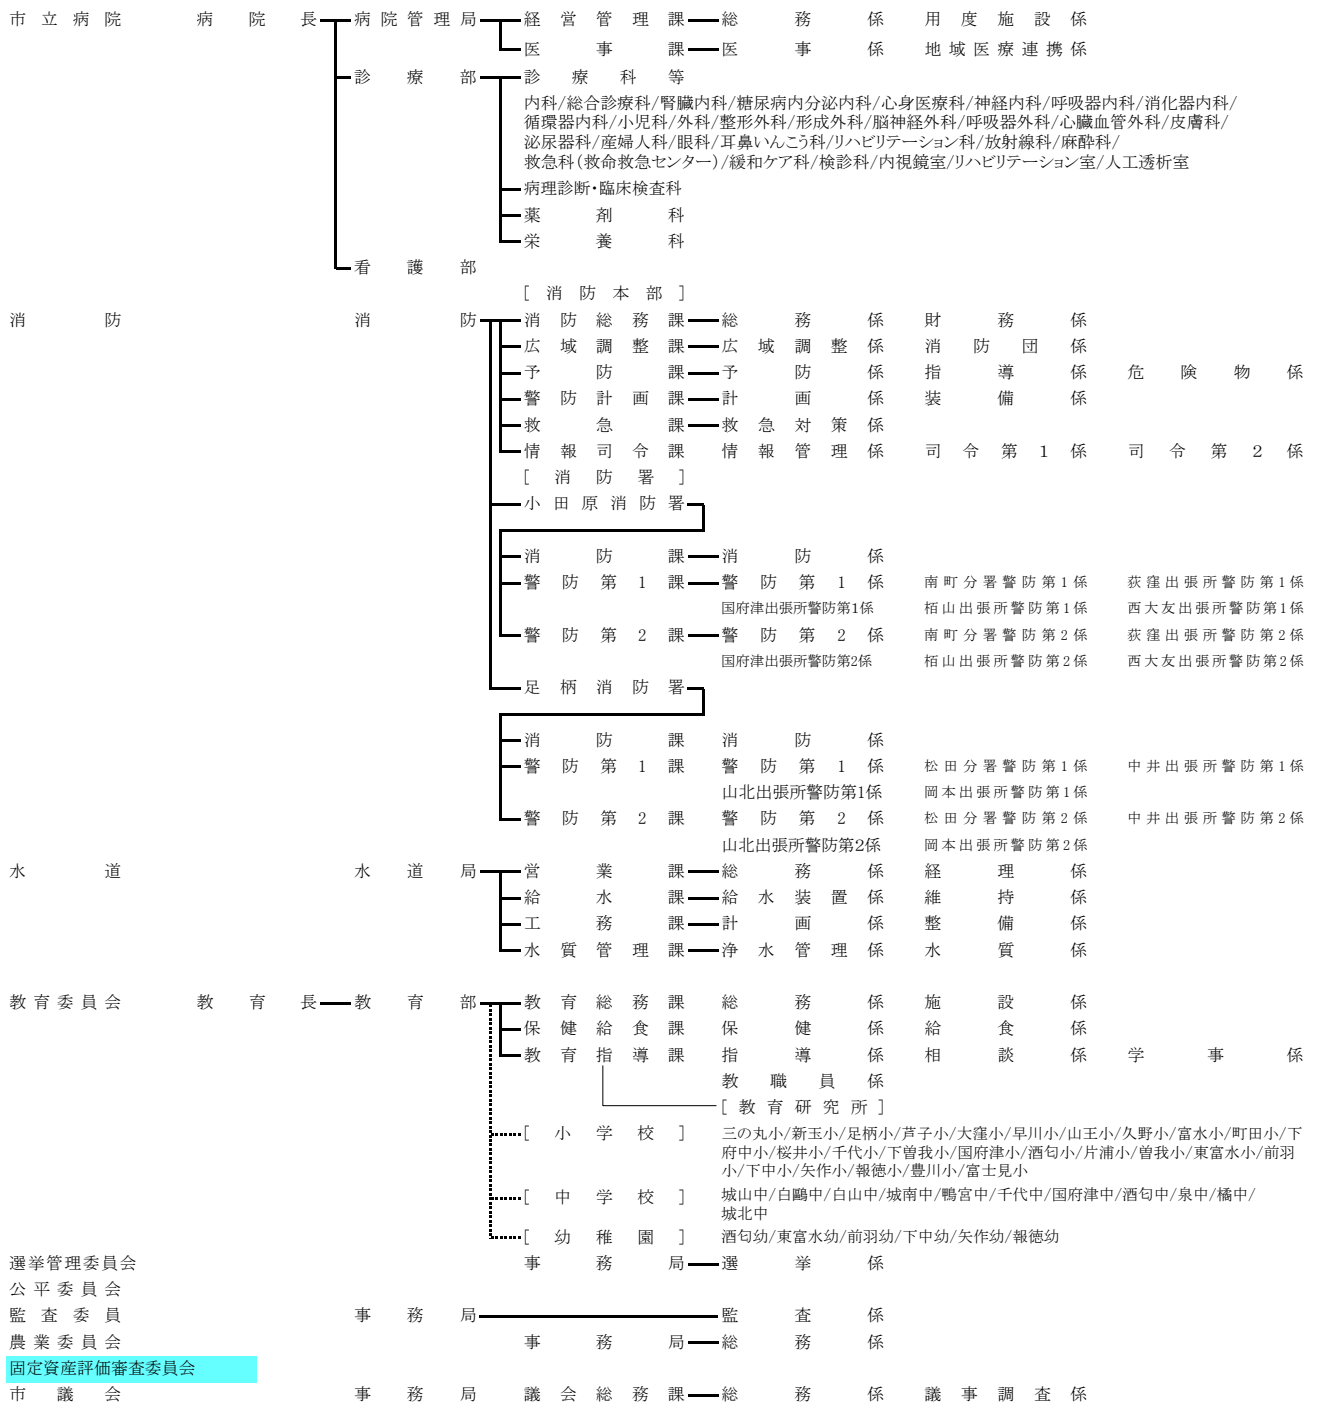 市立病院 病院長 病院管理局 経営管理課 総務係 用度施設係
医事課 医事係 地域医療連携係
診療部 診療科等
内科/総合診療科/腎臓内科/糖尿病内分泌内科/心身医療科/神経内科/呼吸器内科/消化器内科/
循環器内科/小児科/外科/整形外科/形成外科/脳神経外科/呼吸器外科/心臓血管外科/皮膚科/
泌尿器科/産婦人科/眼科/耳鼻いんこう科/リハビリテーション科/放射線科/麻酔科/
救急科(救命救急センター)/緩和ケア科/検診科/内視鏡室/リハビリテーション室/人工透析室
病理診断・臨床検査科
薬剤科
栄養科
看護部
[消防本部]
消防 消防 消防総務課 総務係 財務係
広域調整課 広域調整係 消防団係
予防課 予防係 指導係 危険物係
警防計画課 計画係 装備係
救急課 救急対策係
情報司令課 情報管理係 司令第1係 司令第2係
[消防署]
小田原消防署
消防課 消防係
警防第1課 警防第1係 南町分署警防第1係 荻窪出張所警防第1係
国府津出張所警防第1係 栢山出張所警防第1係 西大友出張所警防第1係
警防第2課 警防第2係 南町分署警防第2係 荻窪出張所警防第2係
国府津出張所警防第2係 栢山出張所警防第2係 西大友出張所警防第2係
足柄消防署
消防課 消防係
警防第1課 警防第1係 松田分署警防第1係 中井出張所警防第1係
山北出張所警防第1係 岡本出張所警防第1係
警防第2課 警防第2係 松田分署警防第2係 中井出張所警防第2係
山北出張所警防第2係 岡本出張所警防第2係
水道 水道局 営業課 総務係 経理係
給水課 給水装置係 維持係
工務課 計画係 整備係
水質管理課 浄水管理係 水質係
教育委員会 教育長 教育部 教育総務課 総務係 施設係
保健給食課 保健係 給食係
教育指導課 指導係 相談係 学事係
教職員係
[教育研究所]
[小学校] 三の丸小/新玉小/足柄小/芦子小/大窪小/早川小/山王小/久野小/富水小/町田小/下
府中小/桜井小/千代小/下曽我小/国府津小/酒匂小/片浦小/曽我小/東富水小/前羽
小/下中小/矢作小/報徳小/豊川小/富士見小
[中学校] 城山中/白鷗中/白山中/城南中/鴨宮中/千代中/国府津中/酒匂中/泉中/橘中/
城北中
[幼稚園] 酒匂幼/東富水幼/前羽幼/下中幼/矢作幼/報徳幼
選挙管理委員会 事務局 選挙係
公平委員会
監査委員 事務局 監査係
農業委員会 事務局 総務係
固定資産評価審査委員会
市議会 事務局 議会総務課 総務係 議事調査係